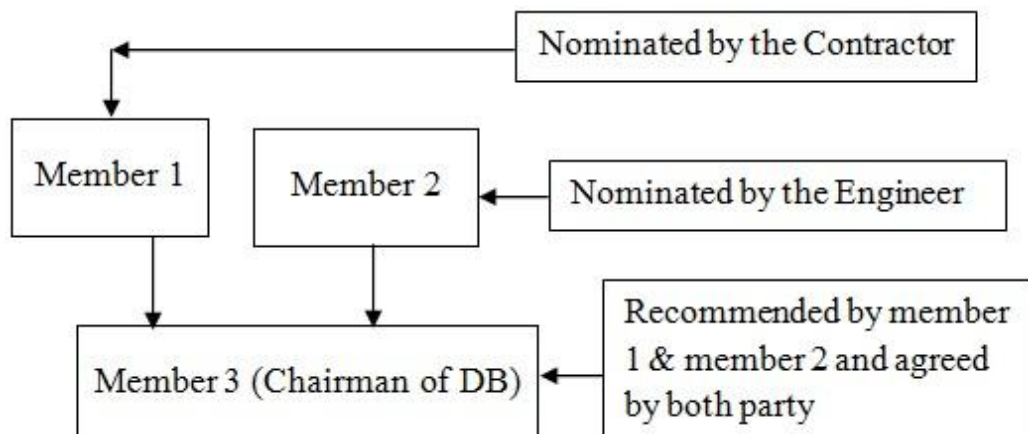 Nominated by the Contractor
Member 1
Member 2
Nominated by the Engineer
Member 3 (Chairman of DB)
Recommended by member
1 & member 2 and agreed
by both party